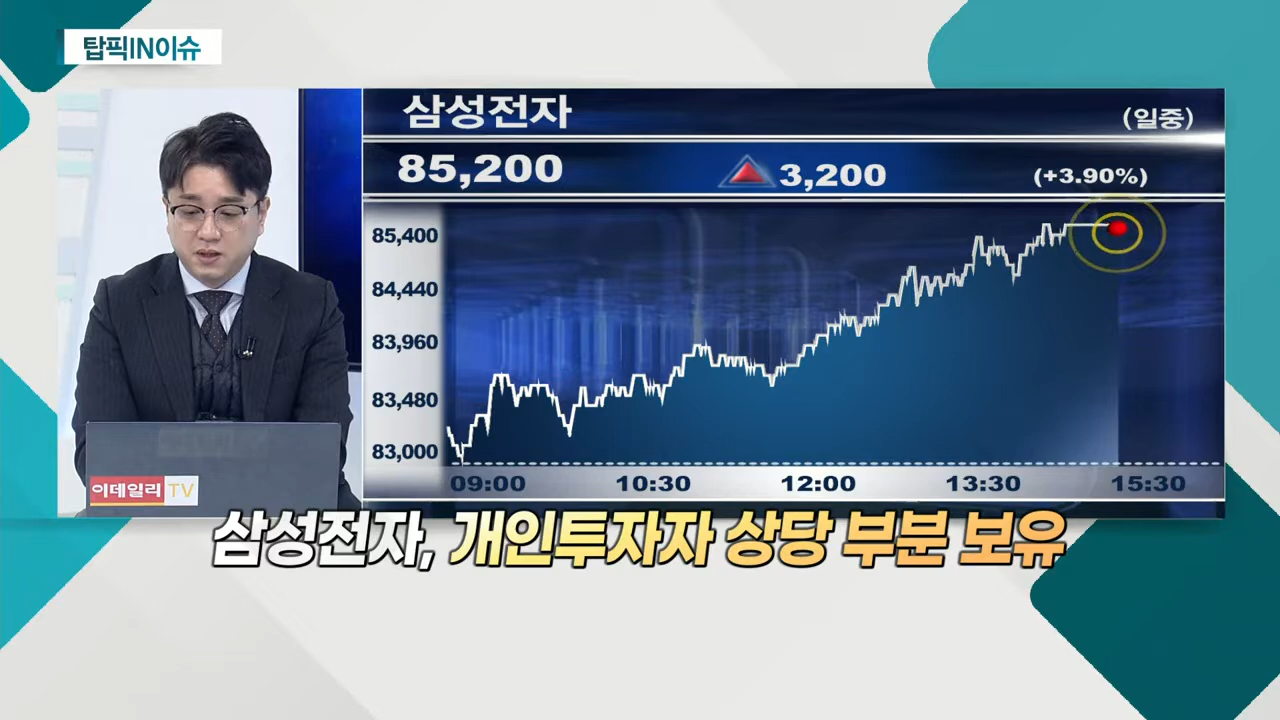 탑픽IN이슈
삼성전자
(일중)
85,200
3,200
(+3.90%)
85,400
84,440
83,960
83,480
83,000
09:00
10:30
12:00
13:30
15:30
이데일리TV
삼성전자, 개인투자자 상당 부분 보유